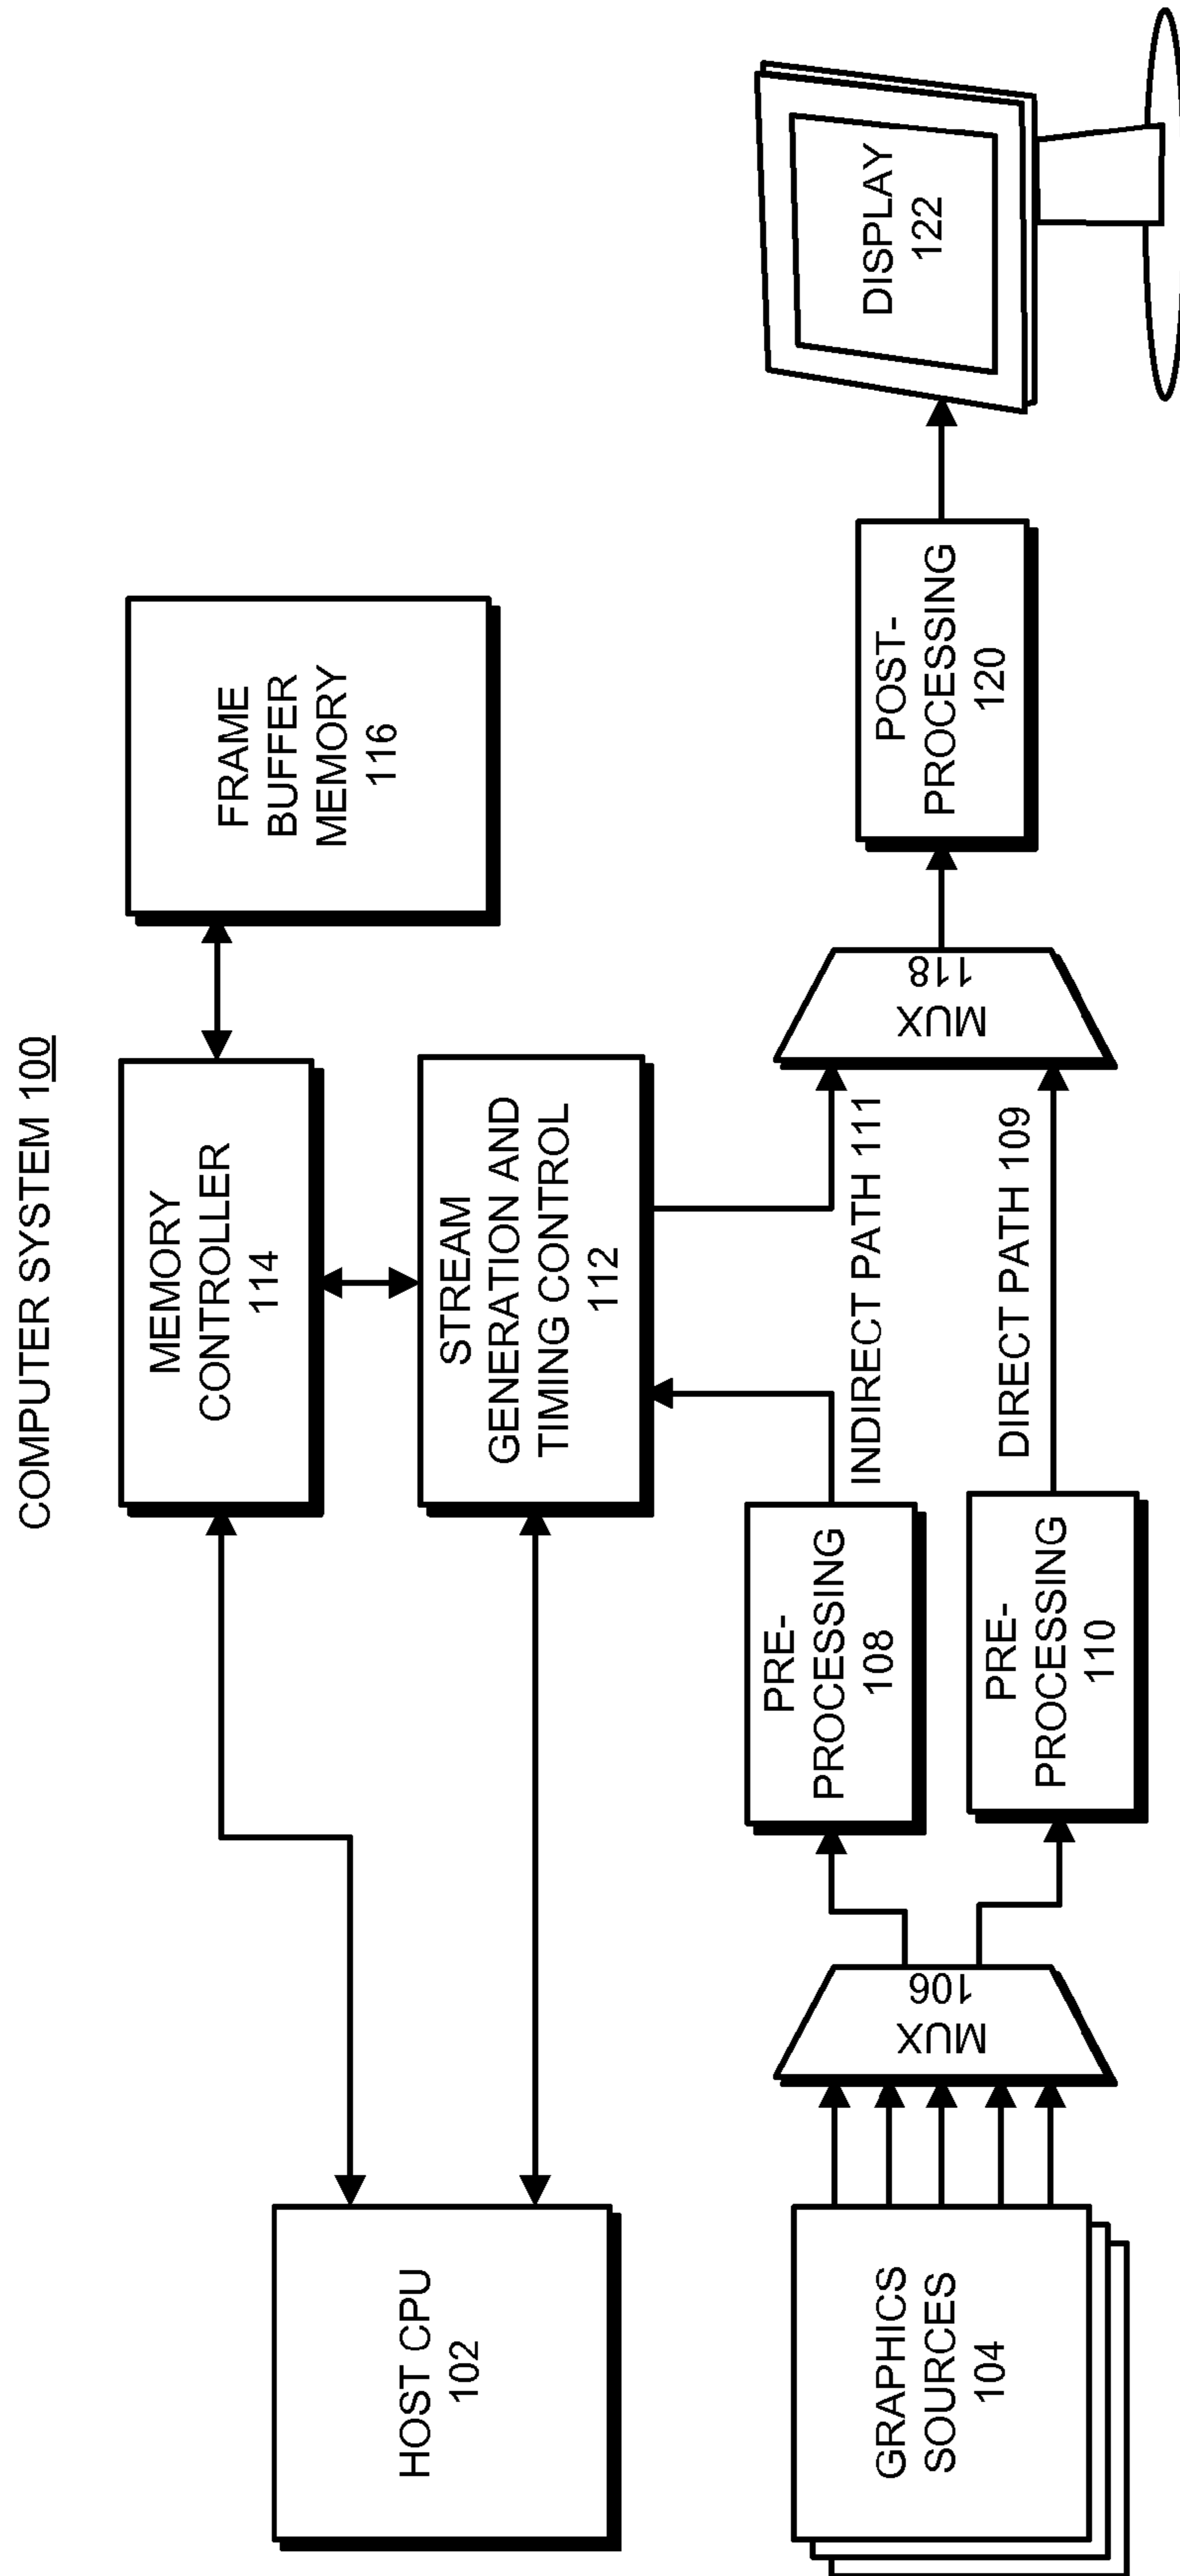 COMPUTER SYSTEM 100
HOST CPU
102
MEMORY
CONTROLLER
114
FRAME
BUFFER
MEMORY
116
STREAM
GENERATION AND
TIMING CONTROL
112
GRAPHICS
SOURCES
104
MUX
106
PRE-
PROCESSING
108
PRE-
PROCESSING
110
INDIRECT PATH 111
DIRECT PATH 109
MUX
118
POST-
PROCESSING
120
DISPLAY
122